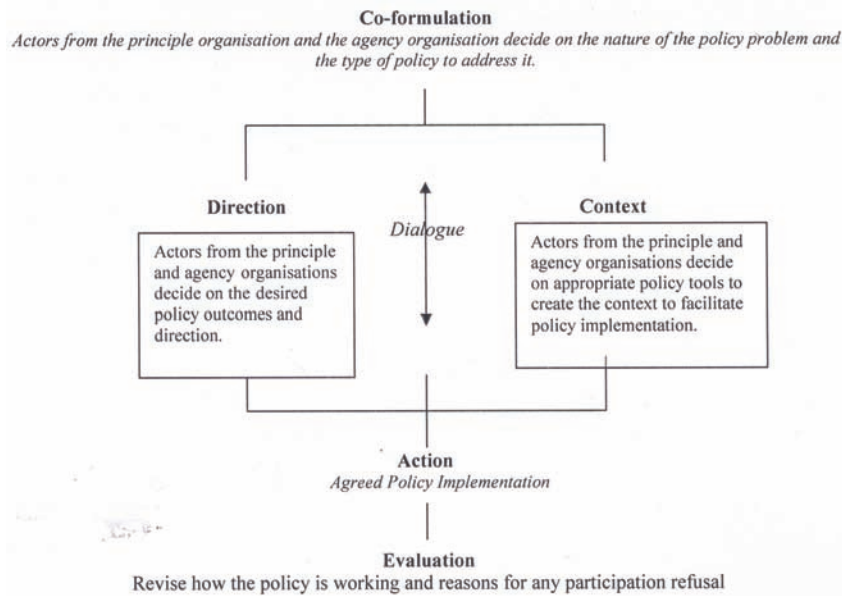 Co-formulation
Actors from the principle organisation and the agency organisation decide on the nature of the policy problem and
the type of policy to address it.
Direction
Actors from the principle
and agency organisations
decide on the desired
policy outcomes and
direction.
Dialogue
Context
Actors from the principle and
agency organisations decide
on appropriate policy tools to
create the context to facilitate
policy implementation.
Action
Agreed Policy Implementation
Evaluation
Revise how the policy is working and reasons for any participation refusal